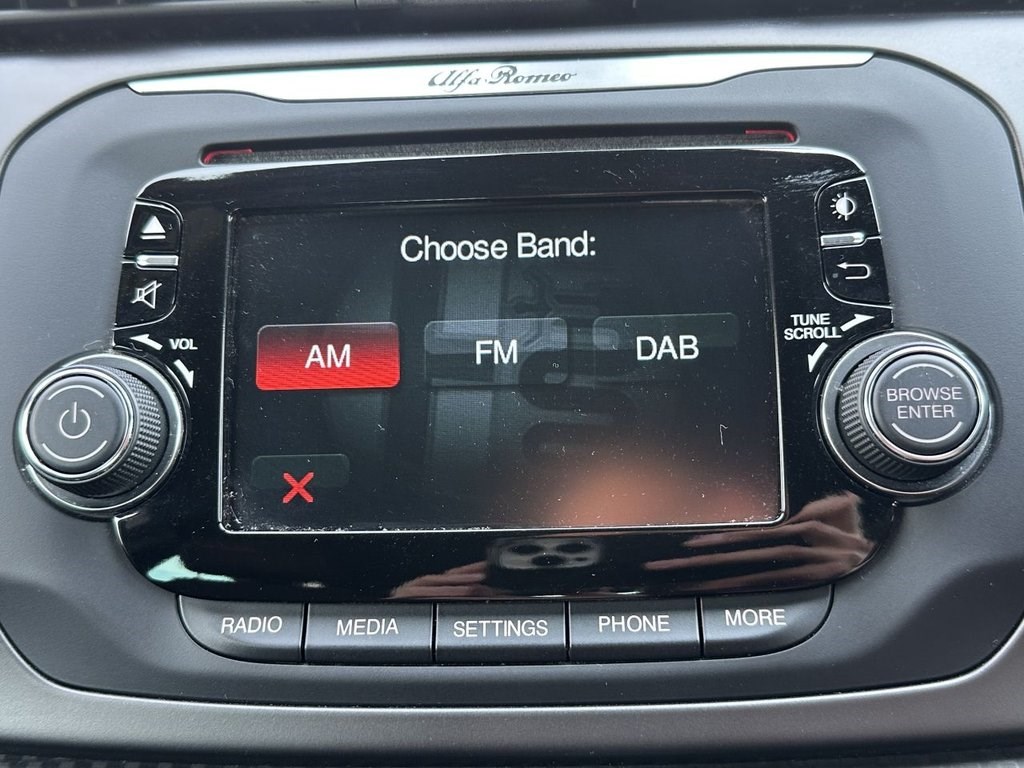 Alfa Romeo
Choose Band:
AM
FM
DAB
VOL
TUNE
SCROLL
BROWSE
ENTER
RADIO
MEDIA
SETTINGS
PHONE
MORE